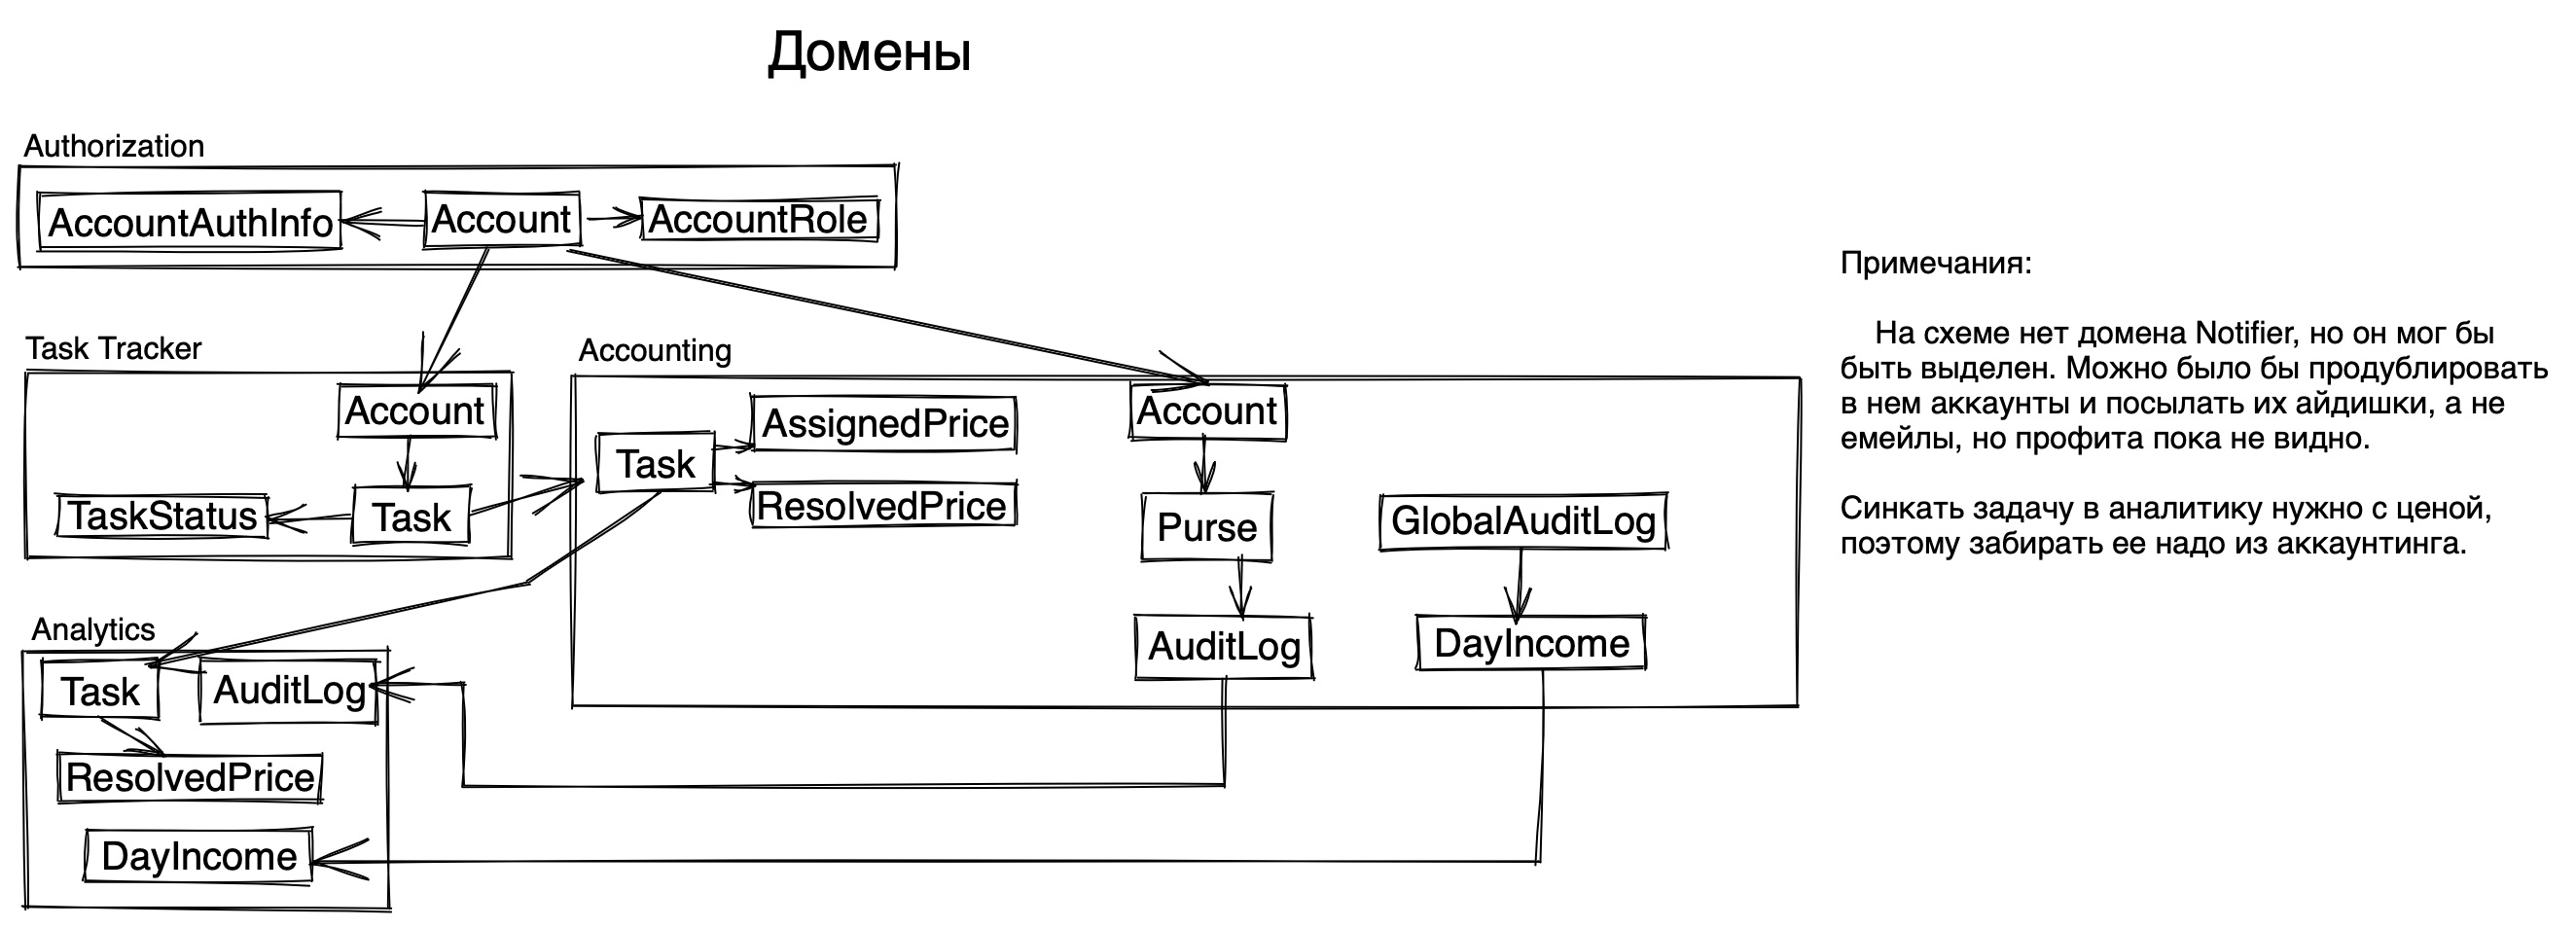 Домены
Authorization
AccountAuthInfo
Account
AccountRole
Task Tracker
Account
TaskStatus
Task
Accounting
Task
AssignedPrice
ResolvedPrice
Account
Purse
AuditLog
GlobalAuditLog
DayIncome
Analytics
Task
AuditLog
ResolvedPrice
DayIncome
Примечания:
На схеме нет домена Notifier, но он мог бы
быть выделен. Можно было бы продублировать
в нем аккаунты и посылать их айдишки, а не
емейлы, но профита пока не видно.
Синкать задачу в аналитику нужно с ценой,
поэтому забирать ее надо из аккаунтинга.